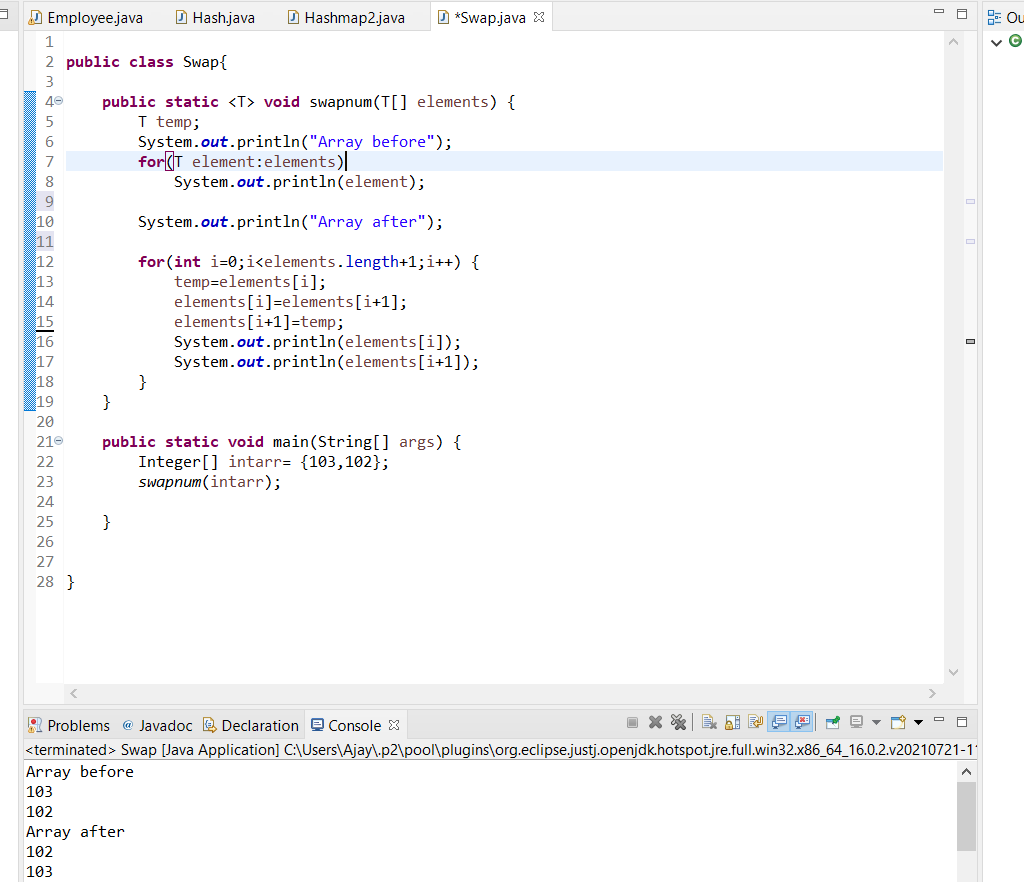 Employee.java Hash.java Hashmap2.java *Swap.java Ou
1
2 public class Swap{
3
4 public static <T> void swapnum(T[] elements) {
5 T temp;
6 System.out.println("Array before");
7 for(T element:elements)
8 System.out.println(element);
9
10 System.out.println("Array after");
11
12 for(int i=0;i<elements.length+1;i++) {
13 temp=elements[i];
14 elements[i]=elements[i+1];
15 elements[i+1]=temp;
16 System.out.println(elements[i]);
17 System.out.println(elements[i+1]);
18 }
19 }
20
21 public static void main(String[] args) {
22 Integer[] intarr= {103,102};
23 swapnum(intarr);
24
25 }
26
27
28 }
Problems @ Javadoc Declaration Console
<terminated> Swap [Java Application] C:\Users\Ajay\.p2\pool\plugins\org.eclipse.justj.openjdk.hotspot.jre.full.win32.x86_64_16.0.2.v20210721-1
Array before
103
102
Array after
102
103